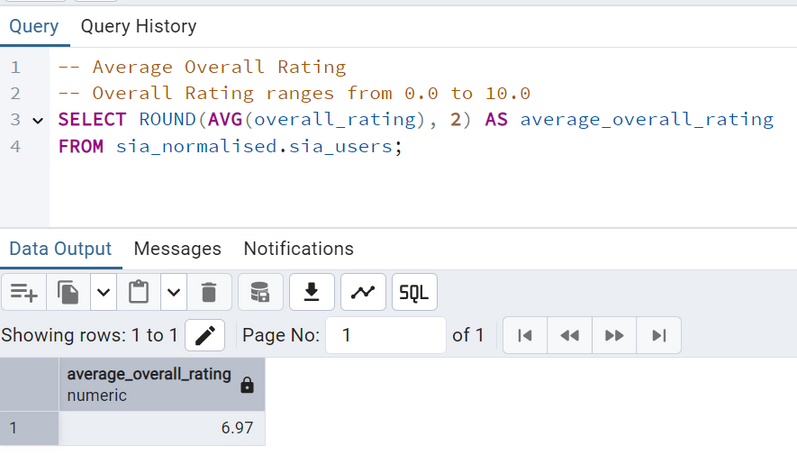 Query Query History
1 -- Average Overall Rating
2 -- Overall Rating ranges from 0.0 to 10.0
3 SELECT ROUND(AVG(overall_rating), 2) AS average_overall_rating
4 FROM sia_normalised.sia_users;
Data Output Messages Notifications
SQL
Showing rows: 1 to 1 Page No: 1 of 1
average_overall_rating
numeric
1 6.97